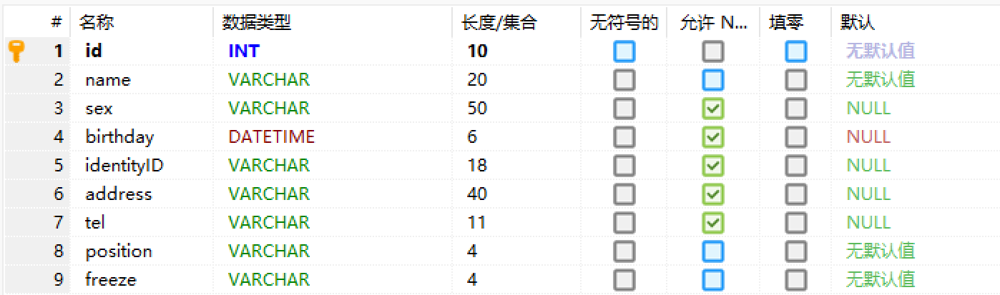 # 名称 数据类型 长度/集合 无符号的 允许 N... 填零 默认
1 id INT 10 无默认值
2 name VARCHAR 20 无默认值
3 sex VARCHAR 50 NULL
4 birthday DATETIME 6 NULL
5 identityID VARCHAR 18 NULL
6 address VARCHAR 40 NULL
7 tel VARCHAR 11 NULL
8 position VARCHAR 4 无默认值
9 freeze VARCHAR 4 无默认值